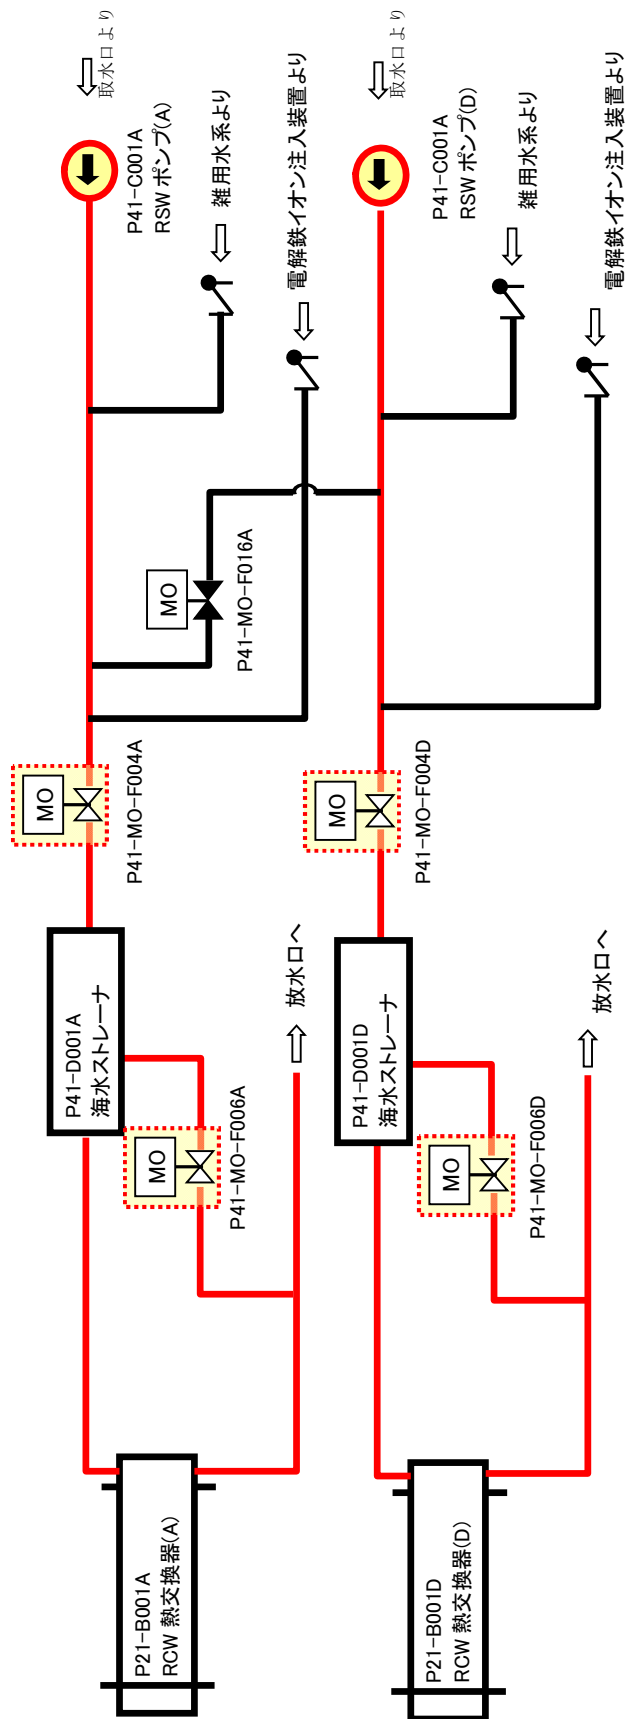 取水口より
P41-C001A
RSW ポンプ(A)
雑用水系より
電解鉄イオン注入装置より
MO
P41-MO-F016A
MO
P41-MO-F004A
P41-D001A
海水ストレーナ
MO
P41-MO-F006A
放水口へ
P21-B001A
RCW 熱交換器(A)
取水口より
P41-C001A
RSW ポンプ(D)
雑用水系より
電解鉄イオン注入装置より
MO
P41-MO-F004D
P41-D001D
海水ストレーナ
MO
P41-MO-F006D
放水口へ
P21-B001D
RCW 熱交換器(D)